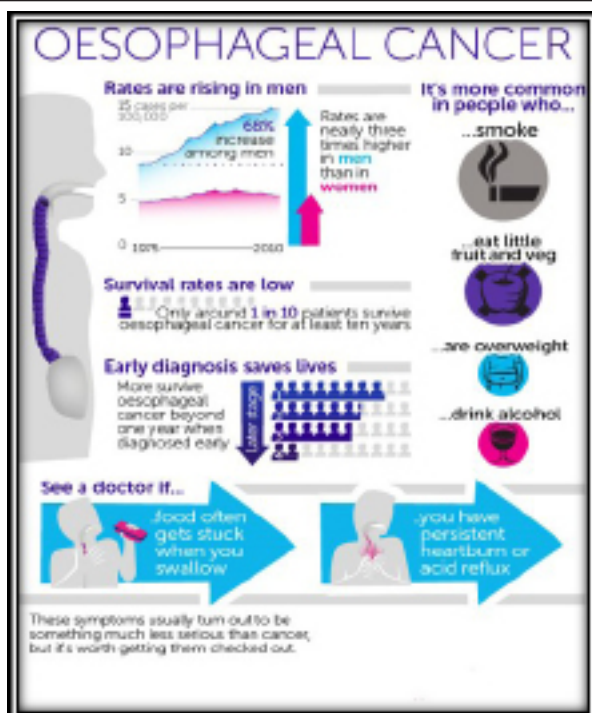 OESOPHAGEAL CANCER
Rates are rising in men
15 cases per
100,000
10
5
0 1975
2010
68%
increase
among men
Rates are
nearly three
times higher
in men
than in
women
It's more common
in people who...
...smoke
...eat little
fruit and veg
...are overweight
...drink alcohol
Survival rates are low
Only around 1 in 10 patients survive
oesophageal cancer for at least ten years
Early diagnosis saves lives
More survive
oesophageal
cancer beyond
one year when
diagnosed early
Later stage
See a doctor if...
...food often
gets stuck
when you
swallow
...you have
persistent
heartburn or
acid reflux
These symptoms usually turn out to be
something much less serious than cancer,
but it's worth getting them checked out.